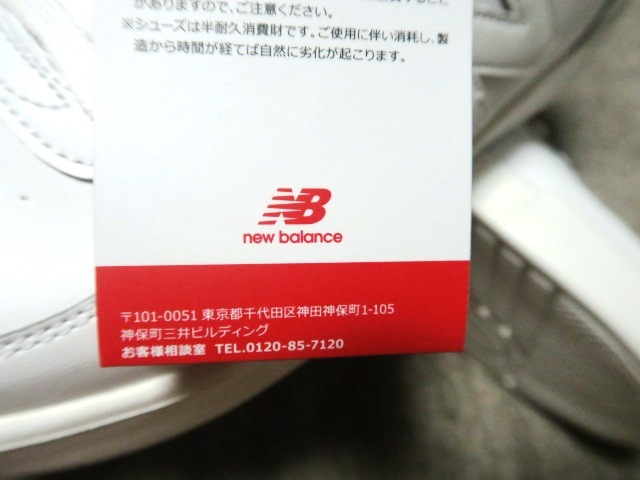 がありますので、ご注意ください。
※シューズは半耐久消費財です。ご使用に伴い消耗し、製
造から時間が経てば自然に劣化が起こります。
NB
new balance
〒101-0051 東京都千代田区神田神保町1-105
神保町三井ビルディング
お客様相談室 TEL.0120-85-7120